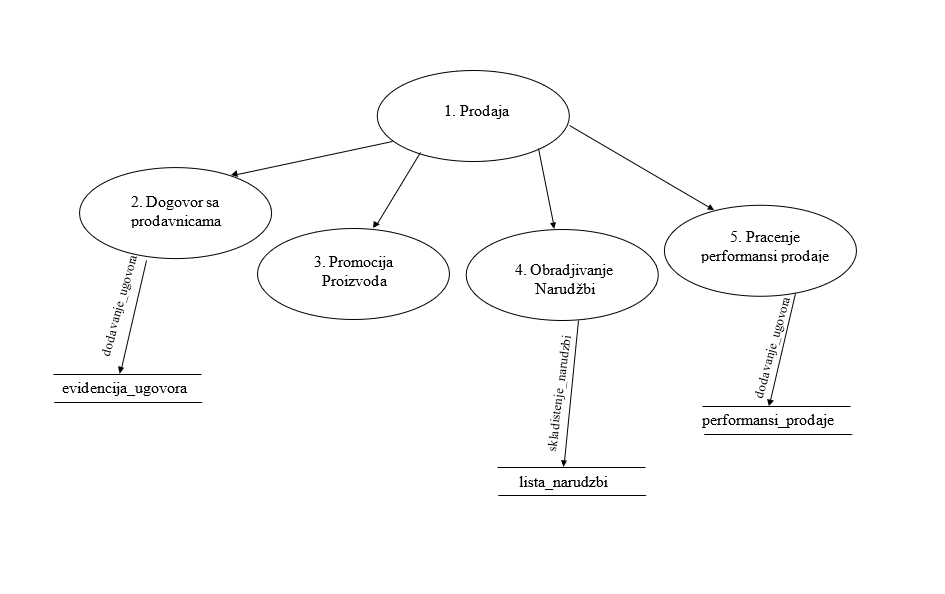 1. Prodaja
2. Dogovor sa
prodavnicama
3. Promocija
Proizvoda
4. Obradjivanje
Narudžbi
5. Pracenje
performansi prodaje
dodavanje_ugovora
evidencija_ugovora
skladistenje_narudzbi
lista_narudzbi
dodavanje_ugovora
performansi_prodaje